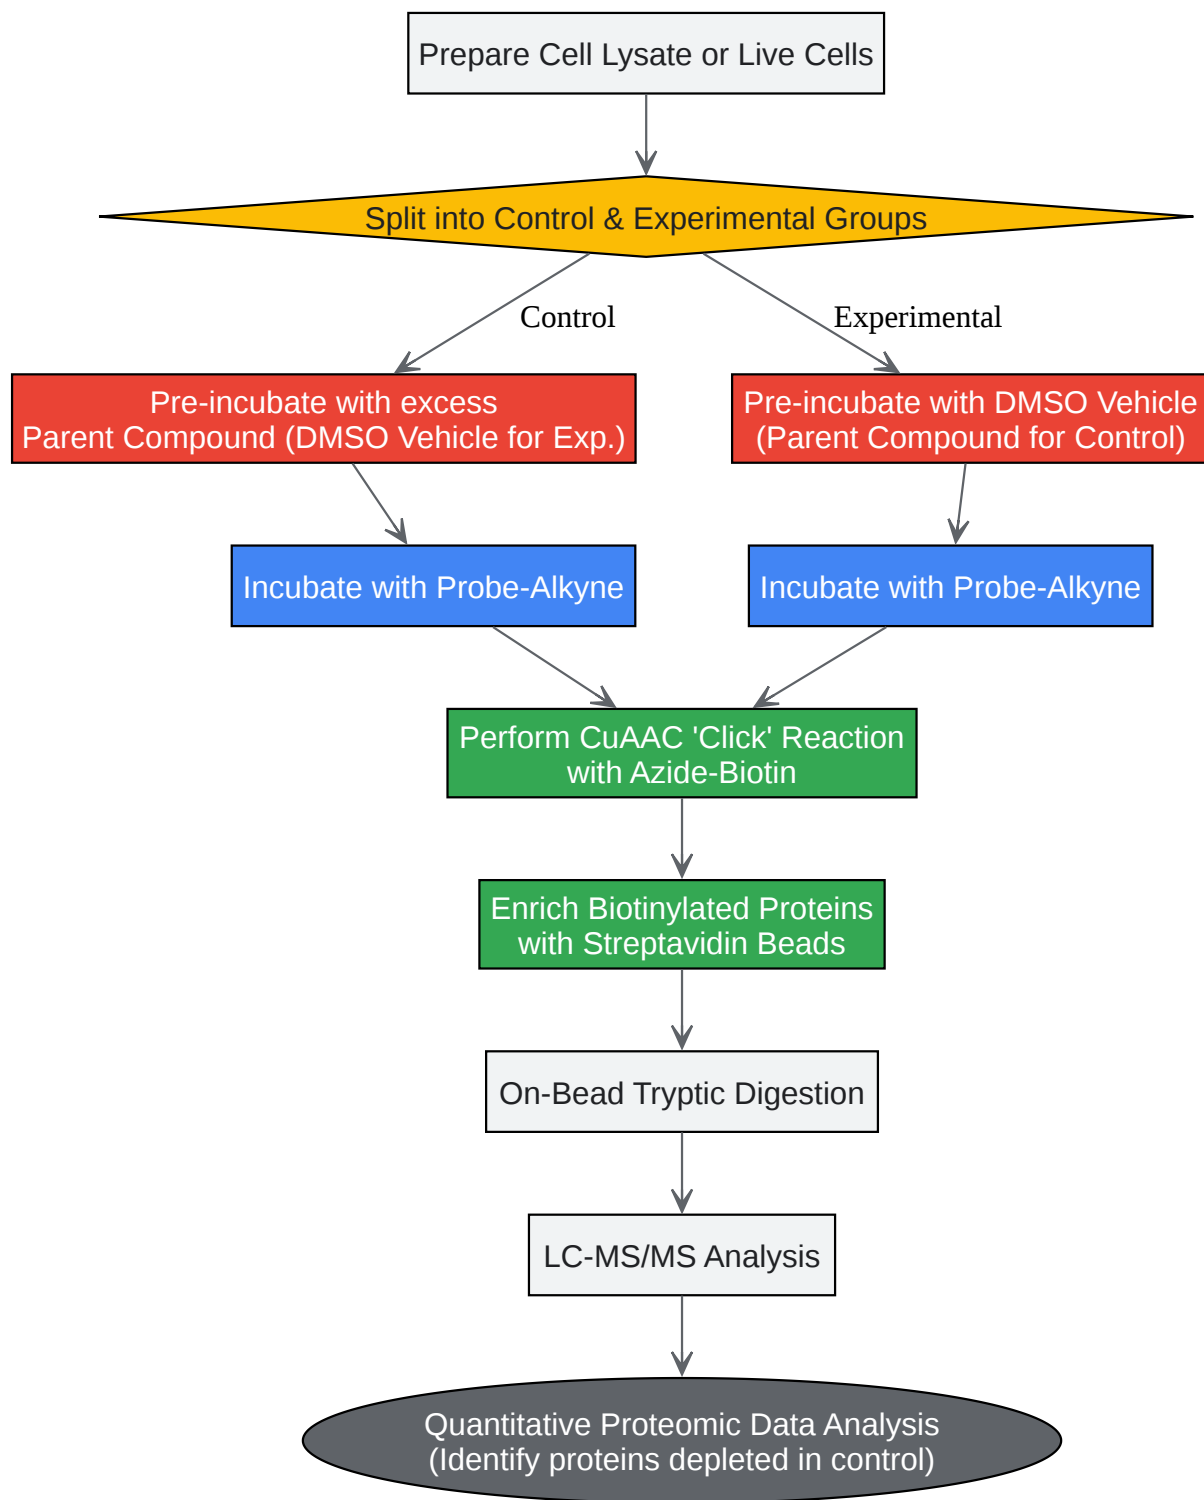 Prepare Cell Lysate or Live Cells
Split into Control & Experimental Groups
Control
Experimental
Pre-incubate with excess
Parent Compound (DMSO Vehicle for Exp.)
Pre-incubate with DMSO Vehicle
(Parent Compound for Control)
Incubate with Probe-Alkyne
Incubate with Probe-Alkyne
Perform CuAAC 'Click' Reaction
with Azide-Biotin
Enrich Biotinylated Proteins
with Streptavidin Beads
On-Bead Tryptic Digestion
LC-MS/MS Analysis
Quantitative Proteomic Data Analysis
(Identify proteins depleted in control)